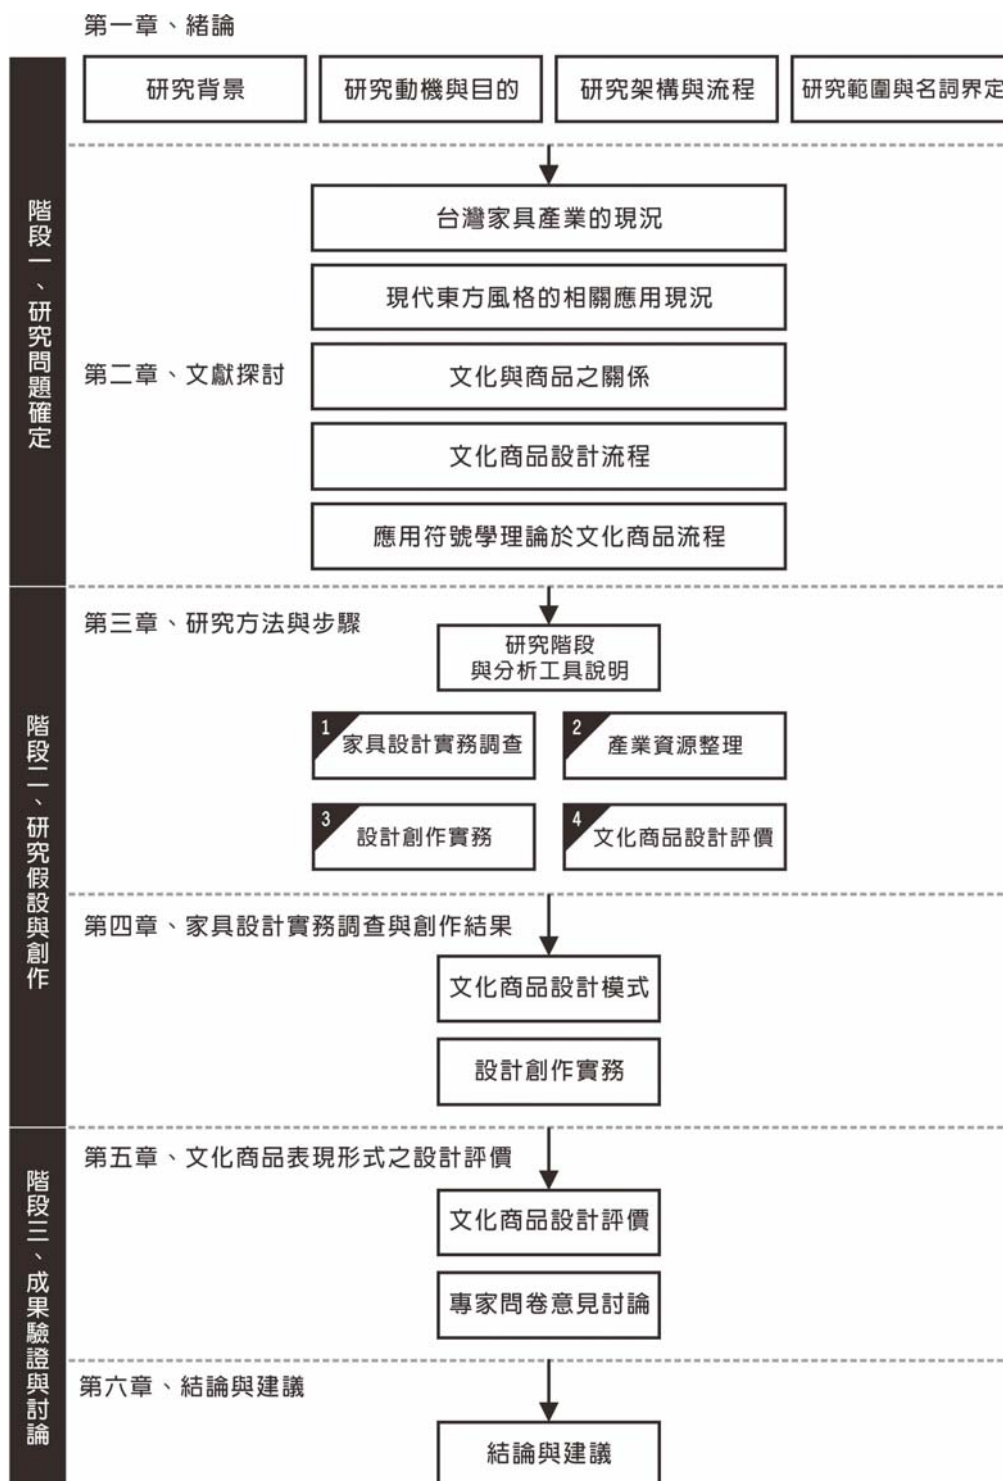 第一章、緒論
研究背景
研究動機與目的
研究架構與流程
研究範圍與名詞界定
階段一、研究問題確定
台灣家具產業的現況
現代東方風格的相關應用現況
第二章、文獻探討
文化與商品之關係
文化商品設計流程
應用符號學理論於文化商品流程
階段二、研究假設與創作
第三章、研究方法與步驟
研究階段
與分析工具說明
1
家具設計實務調查
2
產業資源整理
3
設計創作實務
4
文化商品設計評價
第四章、家具設計實務調查與創作結果
文化商品設計模式
設計創作實務
階段三、成果驗證與討論
第五章、文化商品表現形式之設計評價
文化商品設計評價
專家問卷意見討論
第六章、結論與建議
結論與建議